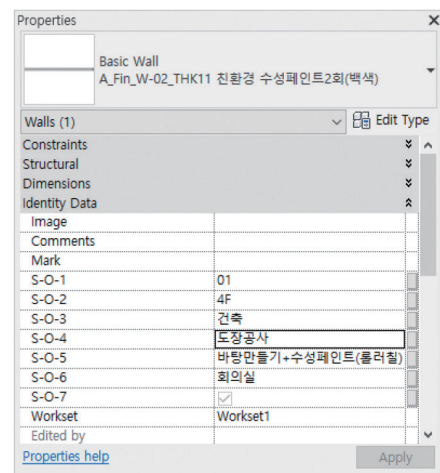 Properties
Basic Wall
A_Fin_W-02_THK11 친환경 수성페인트2회(백색)
Walls (1) Edit Type
Constraints
Structural
Dimensions
Identity Data
Image
Comments
Mark
S-O-1 01
S-O-2 4F
S-O-3 건축
S-O-4 도장공사
S-O-5 바탕만들기+수성페인트(롤러칠)
S-O-6 회의실
S-O-7
Workset Workset1
Edited by
Properties help Apply